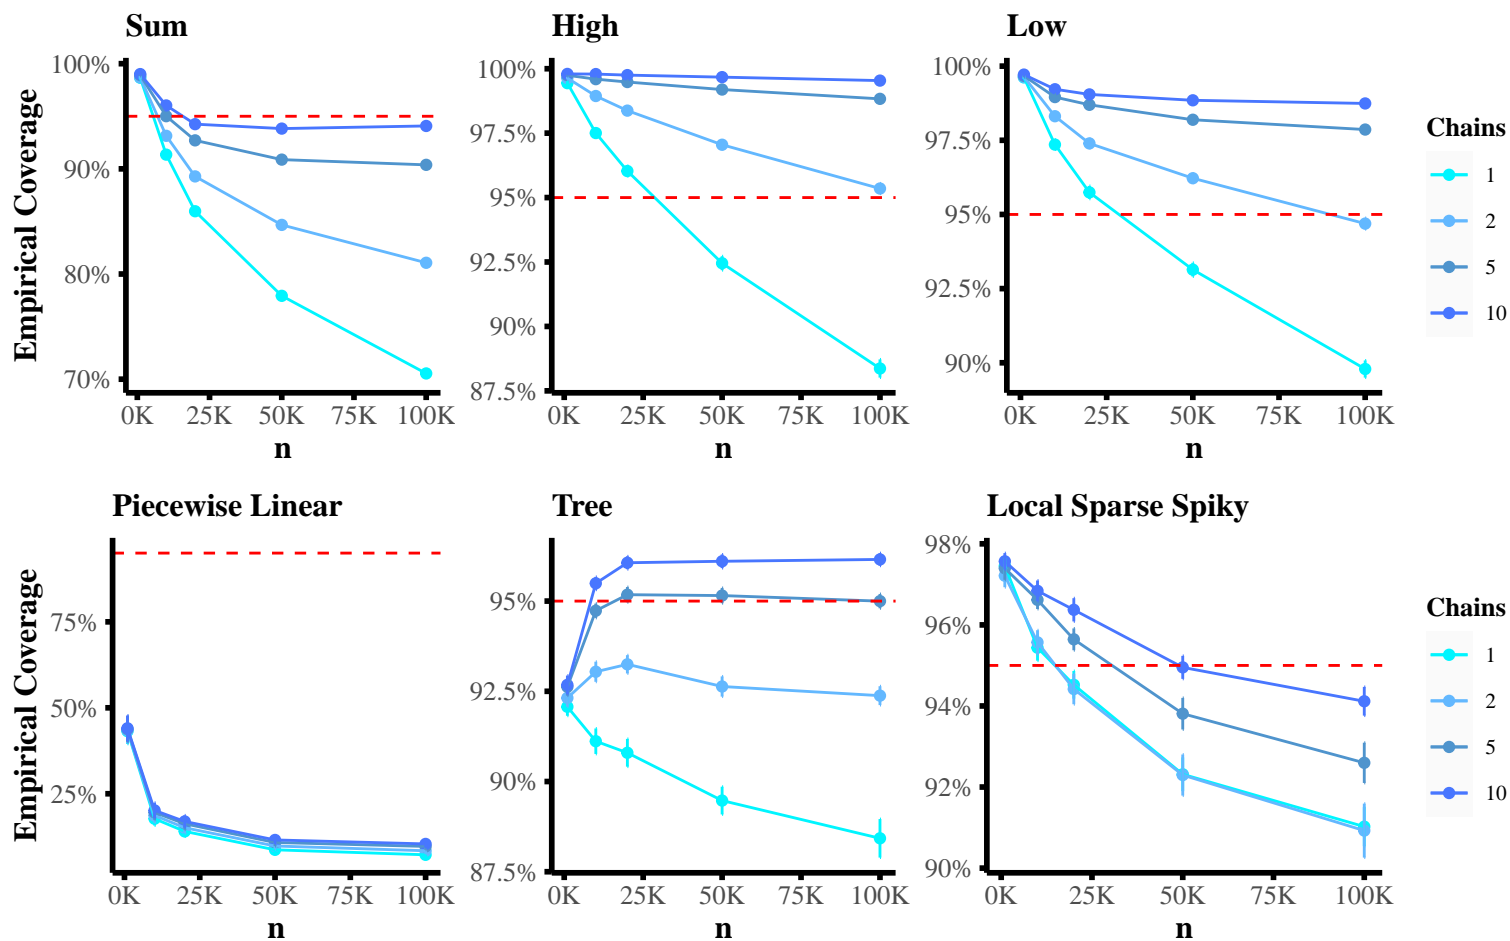 Sum
High
Low
Empirical Coverage
100%
90%
80%
70%
0K 25K 50K 75K 100K
n
100%
97.5%
95%
92.5%
90%
87.5%
0K 25K 50K 75K 100K
n
100%
97.5%
95%
92.5%
90%
0K 25K 50K 75K 100K
n
Chains
1
2
5
10
Piecewise Linear
Tree
Local Sparse Spiky
Empirical Coverage
75%
50%
25%
0K 25K 50K 75K 100K
n
95%
92.5%
90%
87.5%
0K 25K 50K 75K 100K
n
98%
96%
94%
92%
90%
0K 25K 50K 75K 100K
n
Chains
1
2
5
10